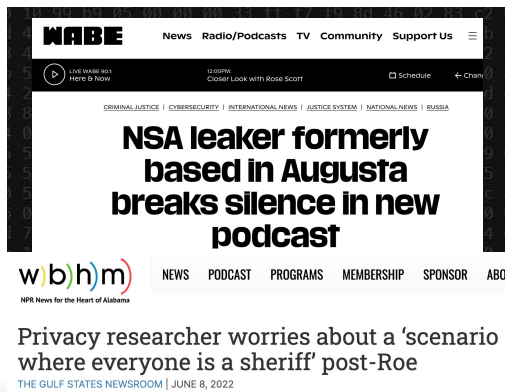 WABE News Radio/Podcasts TV Community Support Us
LIVE WABE 90.1: 12:00PM:
Here & Now Closer Look with Rose Scott Schedule
CRIMINAL JUSTICE | CYBERSECURITY | INTERNATIONAL NEWS | JUSTICE SYSTEM | NATIONAL NEWS | RUSSIA
NSA leaker formerly
based in Augusta
breaks silence in new
podcast
w)b)h)m) NEWS PODCAST PROGRAMS MEMBERSHIP SPONSOR
NPR News for the Heart of Alabama
Privacy researcher worries about a ‘scenario
where everyone is a sheriff’ post-Roe
THE GULF STATES NEWSROOM | JUNE 8, 2022